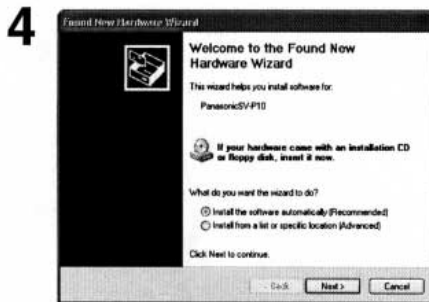 4
Found New Hardware Wizard
Welcome to the Found New
Hardware Wizard
This wizard helps you install software for:
PanasonicSV-P10
If your hardware came with an installation CD
or floppy disk, insert it now.
What do you want the wizard to do?
Install the software automatically (Recommended)
Install from a list or specific location (Advanced)
Click Next to continue.
< Back Next > Cancel